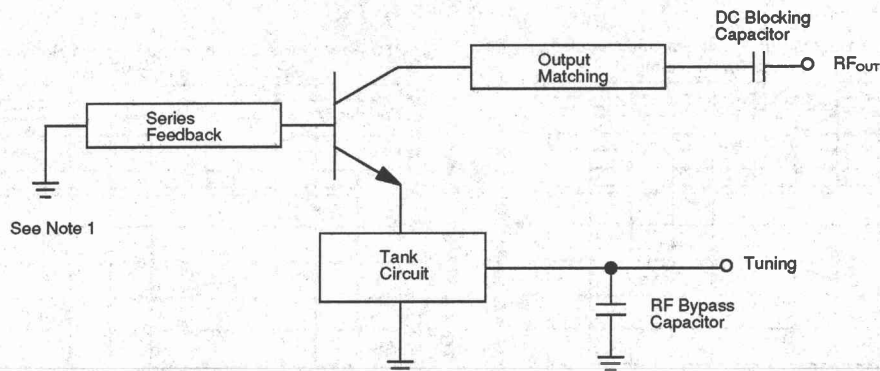 DC Blocking
Capacitor
Output
Matching
RFOUT
Series
Feedback
See Note 1
Tank
Circuit
Tuning
RF Bypass
Capacitor